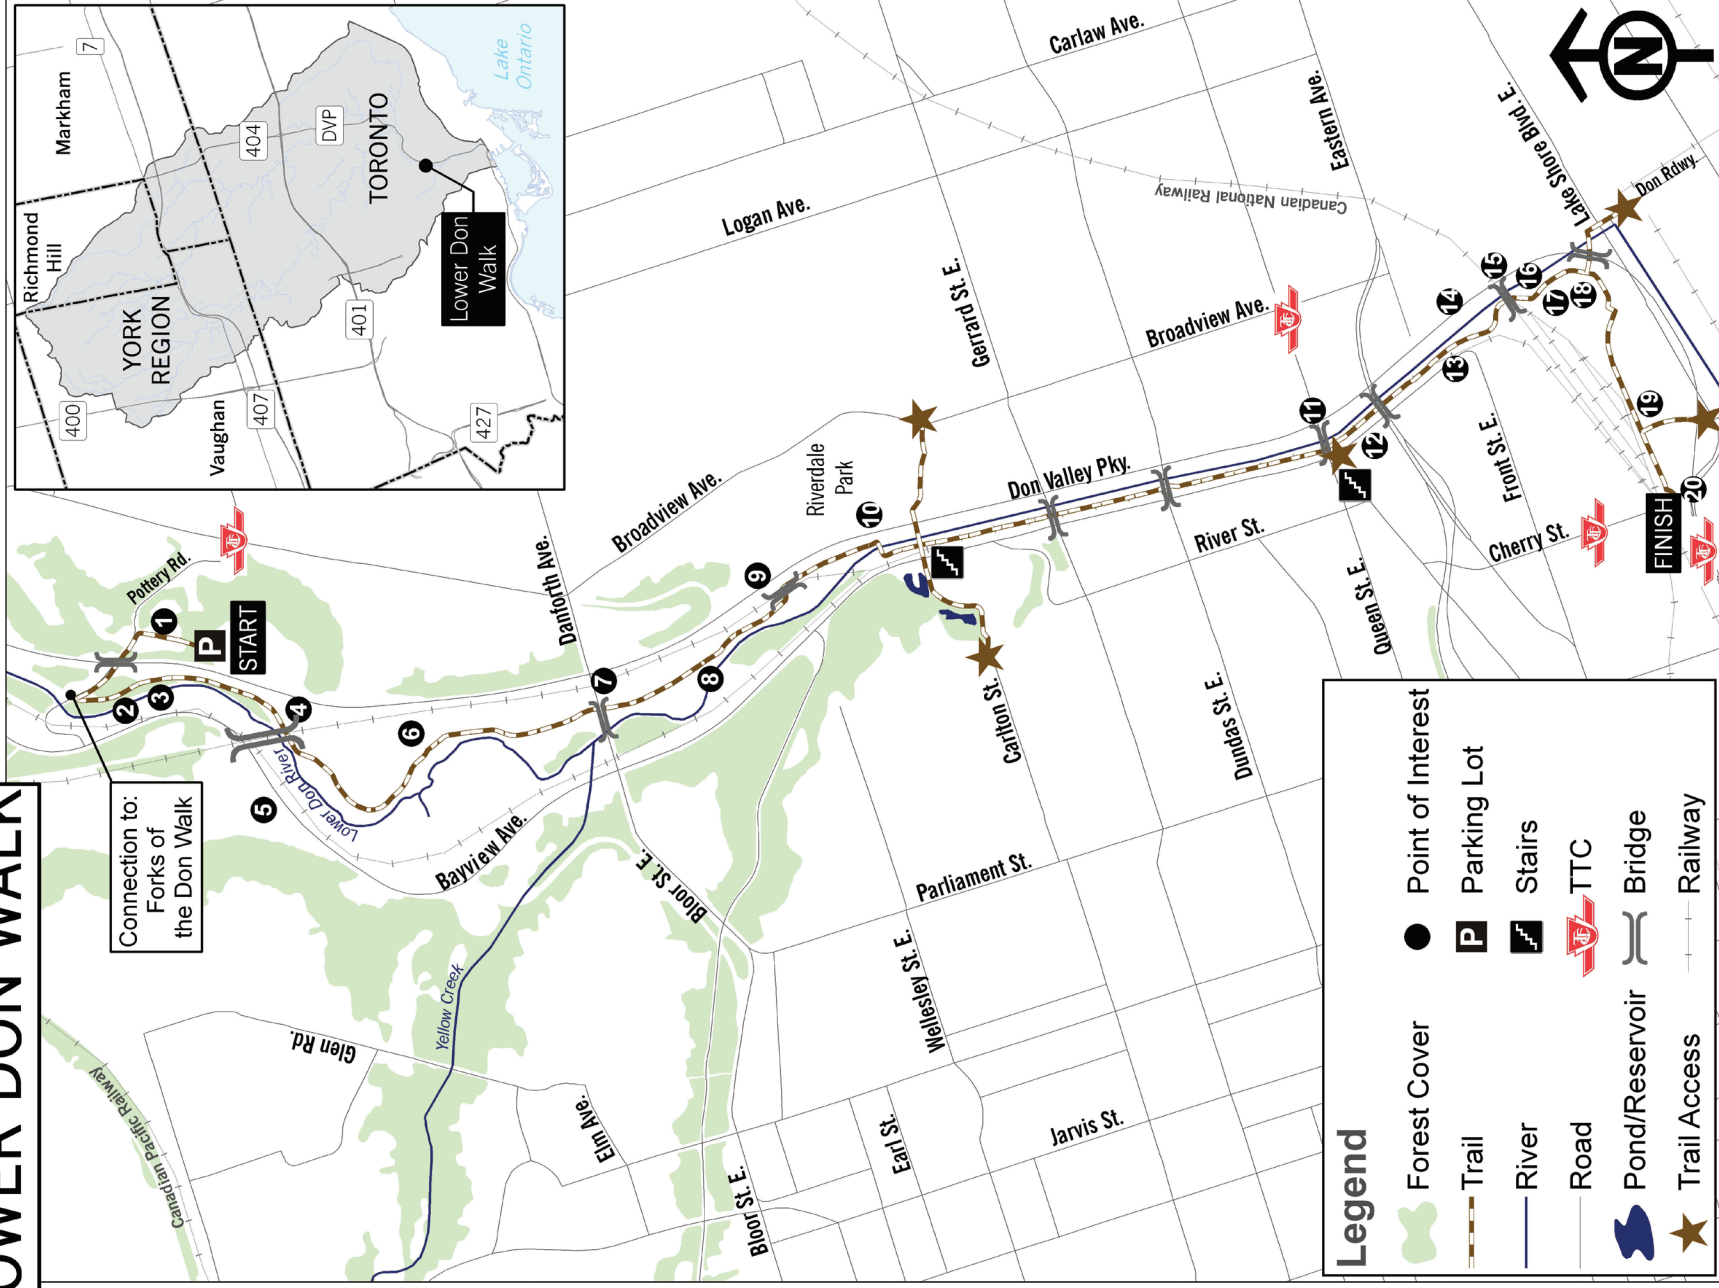 LOWER DON WALK
7
Markham
Richmond
Hill
404
DVP
TORONTO
Lake
Ontario
YORK
REGION
401
Lower Don
Walk
400
Vaughan
407
427
Carlaw Ave.
Logan Ave.
Eastern Ave.
Lake Shore Blvd. E.
Don Rdwy.
N
Canadian National Railway
Gerrard St. E.
Broadview Ave.
Broadview Ave.
Riverdale
Park
Don Valley Pky.
River St.
Queen St. E.
Front St. E.
Cherry St.
FINISH
Pottery Rd.
P
START
Danforth Ave.
1
2
3
4
5
6
7
8
9
10
11
12
13
14
15
16
17
18
19
20
Connection to:
Forks of
the Don Walk
Lower Don River
Bayview Ave.
Bloor St. E.
Yellow Creek
Glen Rd.
Canadian Pacific Railway
Elm Ave.
Bloor St. E.
Earl St.
Jarvis St.
Wellesley St. E.
Parliament St.
Carlton St.
Dundas St. E.
Legend
Forest Cover
Trail
River
Road
Pond/Reservoir
Trail Access
Point of Interest
P
Parking Lot
Stairs
TTC
Bridge
Railway